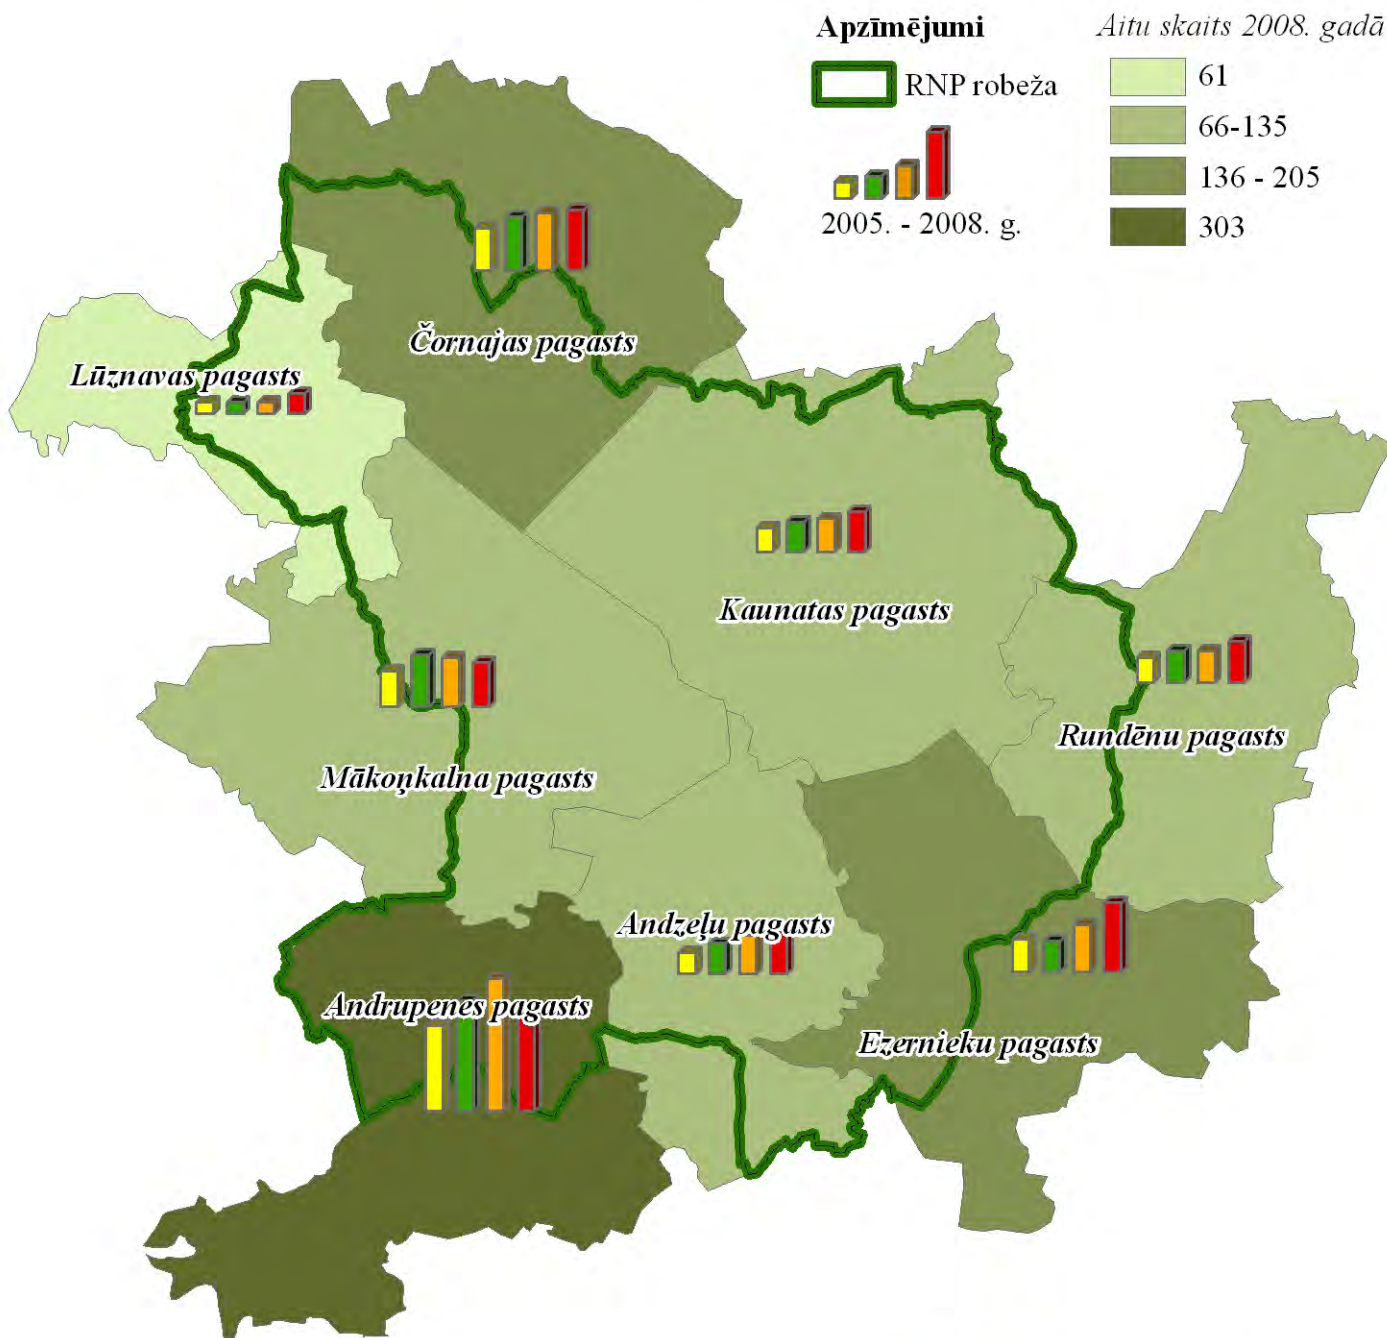 Apzīmējumi
RNP robeža
2005. - 2008. g.
Aitu skaits 2008. gadā
61
66-135
136 - 205
303
Čornajas pagasts
Lūznavas pagasts
Kaunatas pagasts
Rundēnu pagasts
Mākoņkalna pagasts
Andzeļu pagasts
Andrupenes pagasts
Ezernieku pagasts